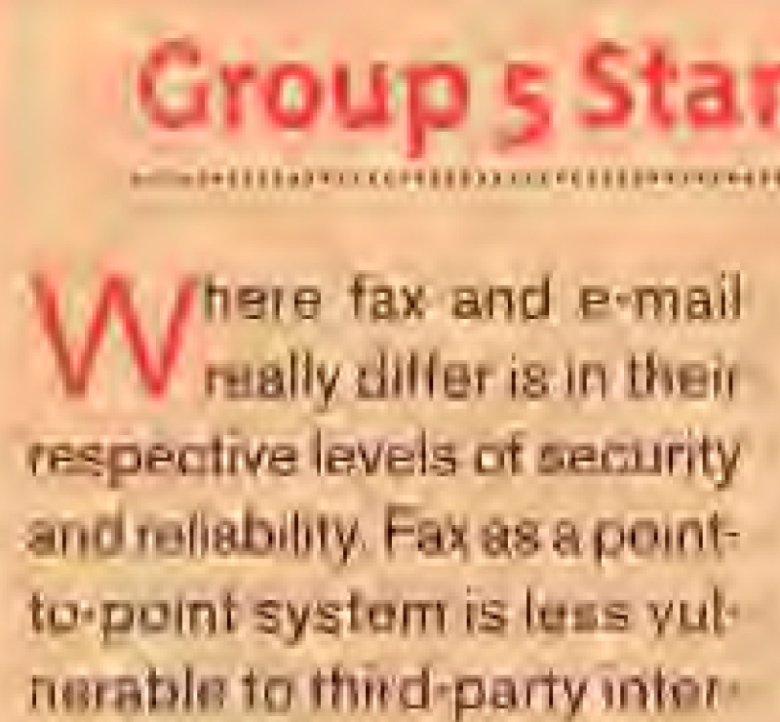 Group 5 Star
Where fax and e-mail
really differ is in their
respective levels of security
and reliability. Fax as a point-
to-point system is less vul-
nerable to third-party inter-